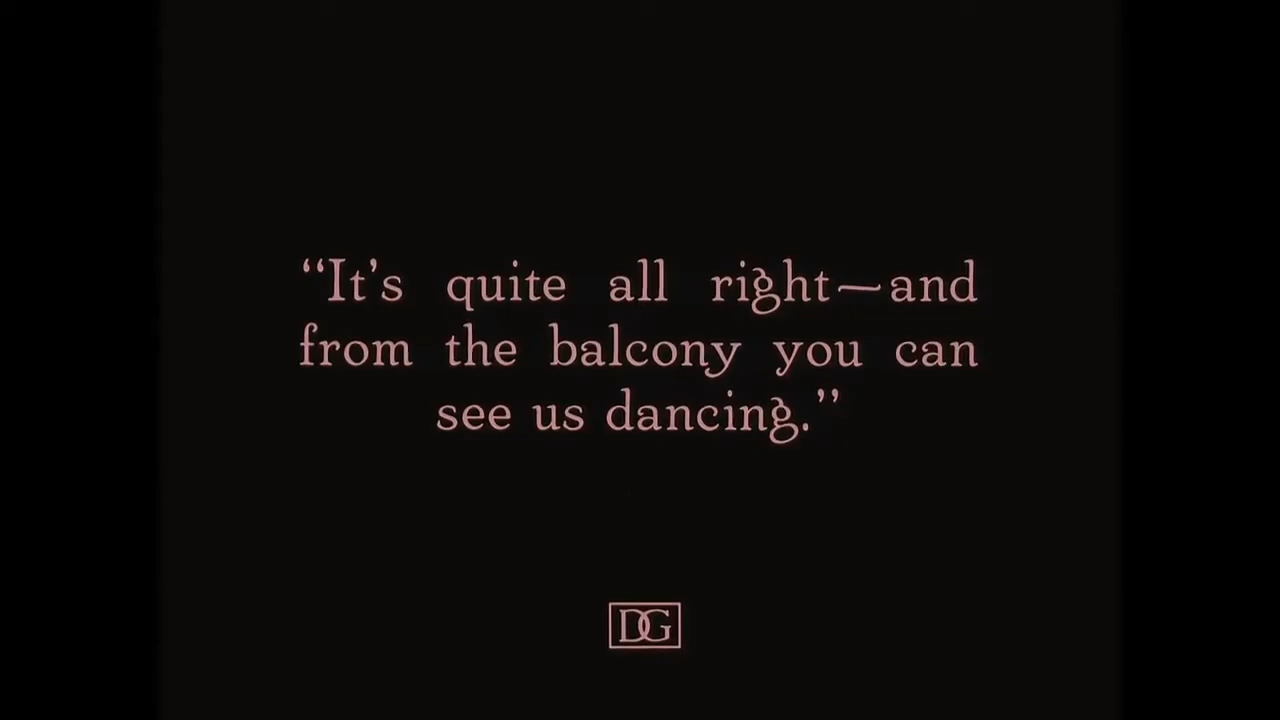 “It’s quite all right—and
from the balcony you can
see us dancing.”
DG